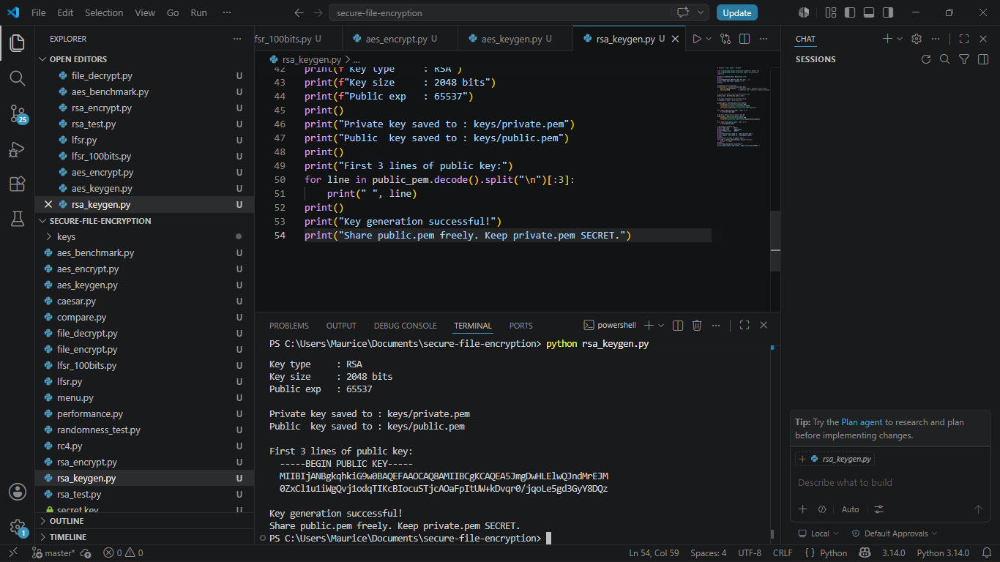 File Edit Selection View Go Run ··· secure-file-encryption Update
EXPLORER
OPEN EDITORS
file_decrypt.py U
aes_benchmark.py U
rsa_encrypt.py U
rsa_test.py U
lfsr.py U
lfsr_100bits.py U
aes_encrypt.py U
aes_keygen.py U
rsa_keygen.py U
SECURE-FILE-ENCRYPTION
keys
aes_benchmark.py U
aes_encrypt.py U
aes_keygen.py U
caesar.py U
compare.py U
file_decrypt.py U
file_encrypt.py U
lfsr_100bits.py U
lfsr.py U
menu.py U
performance.py U
randomness_test.py U
rc4.py U
rsa_encrypt.py U
rsa_keygen.py U
rsa_test.py U
secret.key U
OUTLINE
TIMELINE
25
1
lfsr_100bits.py U aes_encrypt.py U aes_keygen.py U rsa_keygen.py U
rsa_keygen.py > ...
42 print(f"Key type     : RSA")
43 print(f"Key size     : 2048 bits")
44 print(f"Public exp   : 65537")
45 print()
46 print("Private key saved to : keys/private.pem")
47 print("Public  key saved to : keys/public.pem")
48 print()
49 print("First 3 lines of public key:")
50 for line in public_pem.decode().split("\n")[:3]:
51     print(" ", line)
52 print()
53 print("Key generation successful!")
54 print("Share public.pem freely. Keep private.pem SECRET.")
PROBLEMS OUTPUT DEBUG CONSOLE TERMINAL PORTS powershell
PS C:\Users\Maurice\Documents\secure-file-encryption> python rsa_keygen.py
Key type     : RSA
Key size     : 2048 bits
Public exp   : 65537
Private key saved to : keys/private.pem
Public  key saved to : keys/public.pem
First 3 lines of public key:
-----BEGIN PUBLIC KEY-----
MIIBIjANBgkqhkiG9w0BAQEFAAOCAQ8AMIIBCgKCAQEA5JmgDwHLElwQJndMrEJM
0ZxCl1u1iWgQvj1odqTIKcBIocuSTjcAOaFpItUW+kDvqr0/jqoLe5gd3GyY8DQz
Key generation successful!
Share public.pem freely. Keep private.pem SECRET.
PS C:\Users\Maurice\Documents\secure-file-encryption>
CHAT
SESSIONS
Tip: Try the Plan agent to research and plan
before implementing changes.
rsa_keygen.py
Describe what to build
Auto
Local Default Approvals
master* 0 0 Ln 54, Col 59 Spaces: 4 UTF-8 CRLF { } Python 3.14.0 Python 3.14.0